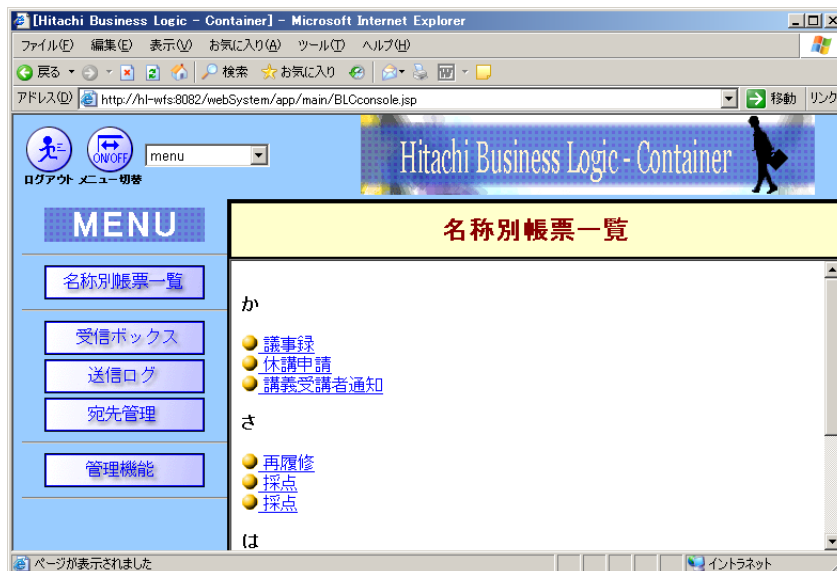 [Hitachi Business Logic - Container] - Microsoft Internet Explorer
ファイル(F) 編集(E) 表示(V) お気に入り(A) ツール(T) ヘルプ(H)
戻る 検索 お気に入り
アドレス(D) http://hl-wfs:8082/webSystem/app/main/BLCconsole.jsp 移動 リンク
ON/OFF menu
ログアウト メニュー切替
Hitachi Business Logic - Container
MENU
名称別帳票一覧
受信ボックス
送信ログ
宛先管理
管理機能
名称別帳票一覧
か
議事録
休講申請
講義受講者通知
さ
再履修
採点
採点
は
ページが表示されました イントラネット